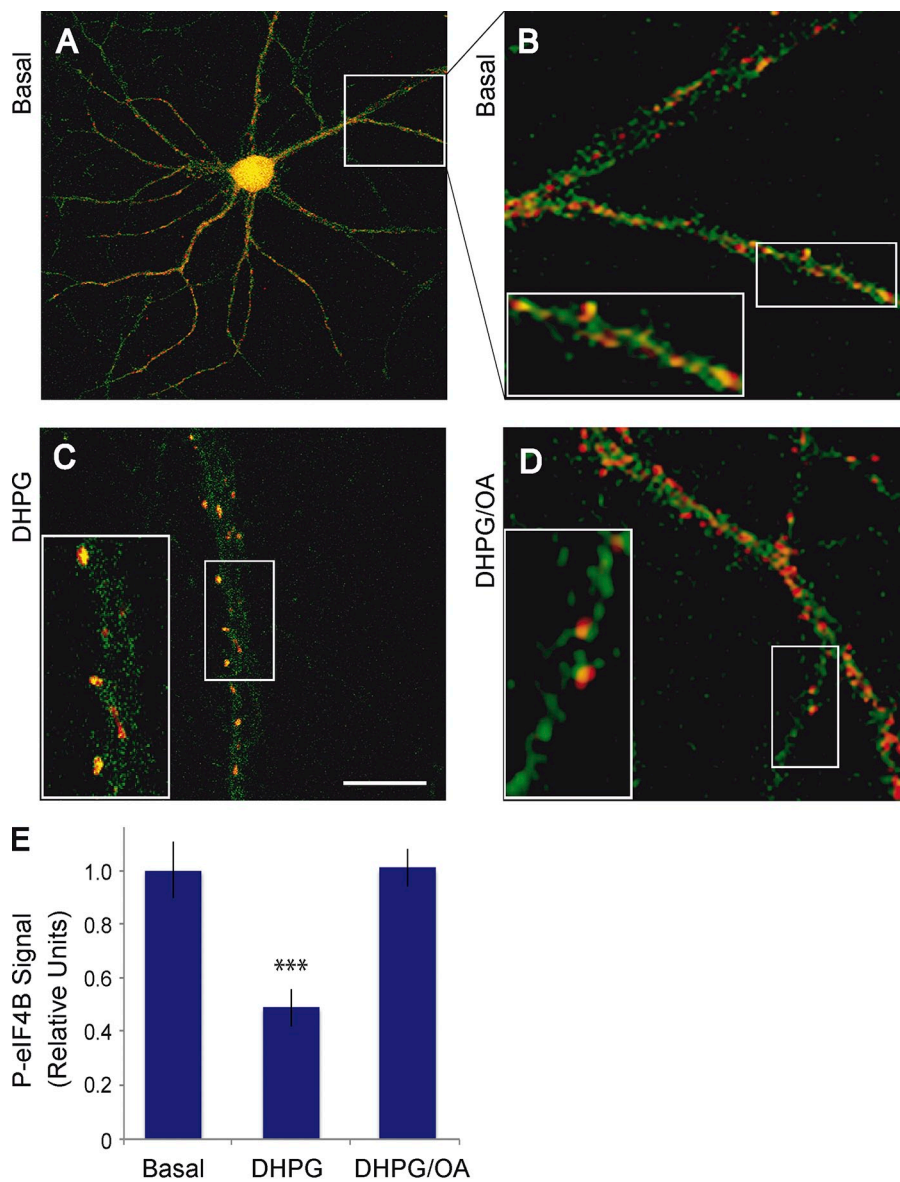 A
Basal
B
Basal
C
DHPG
D
DHPG/OA
E
P-eIF4B Signal
(Relative Units)
1.0
0.8
0.6
0.4
0.2
0
***
Basal DHPG DHPG/OA